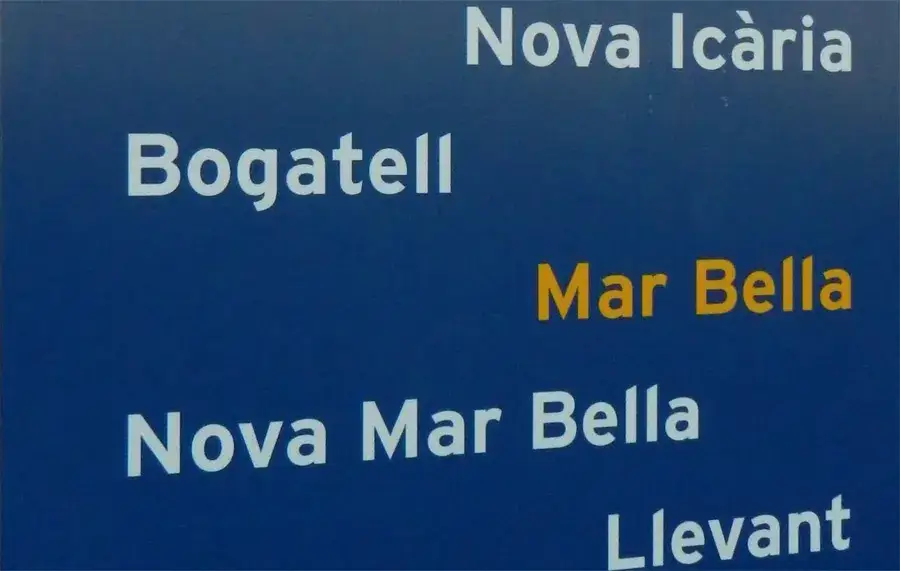 Nova Icària
Bogatell
Mar Bella
Nova Mar Bella
Llevant